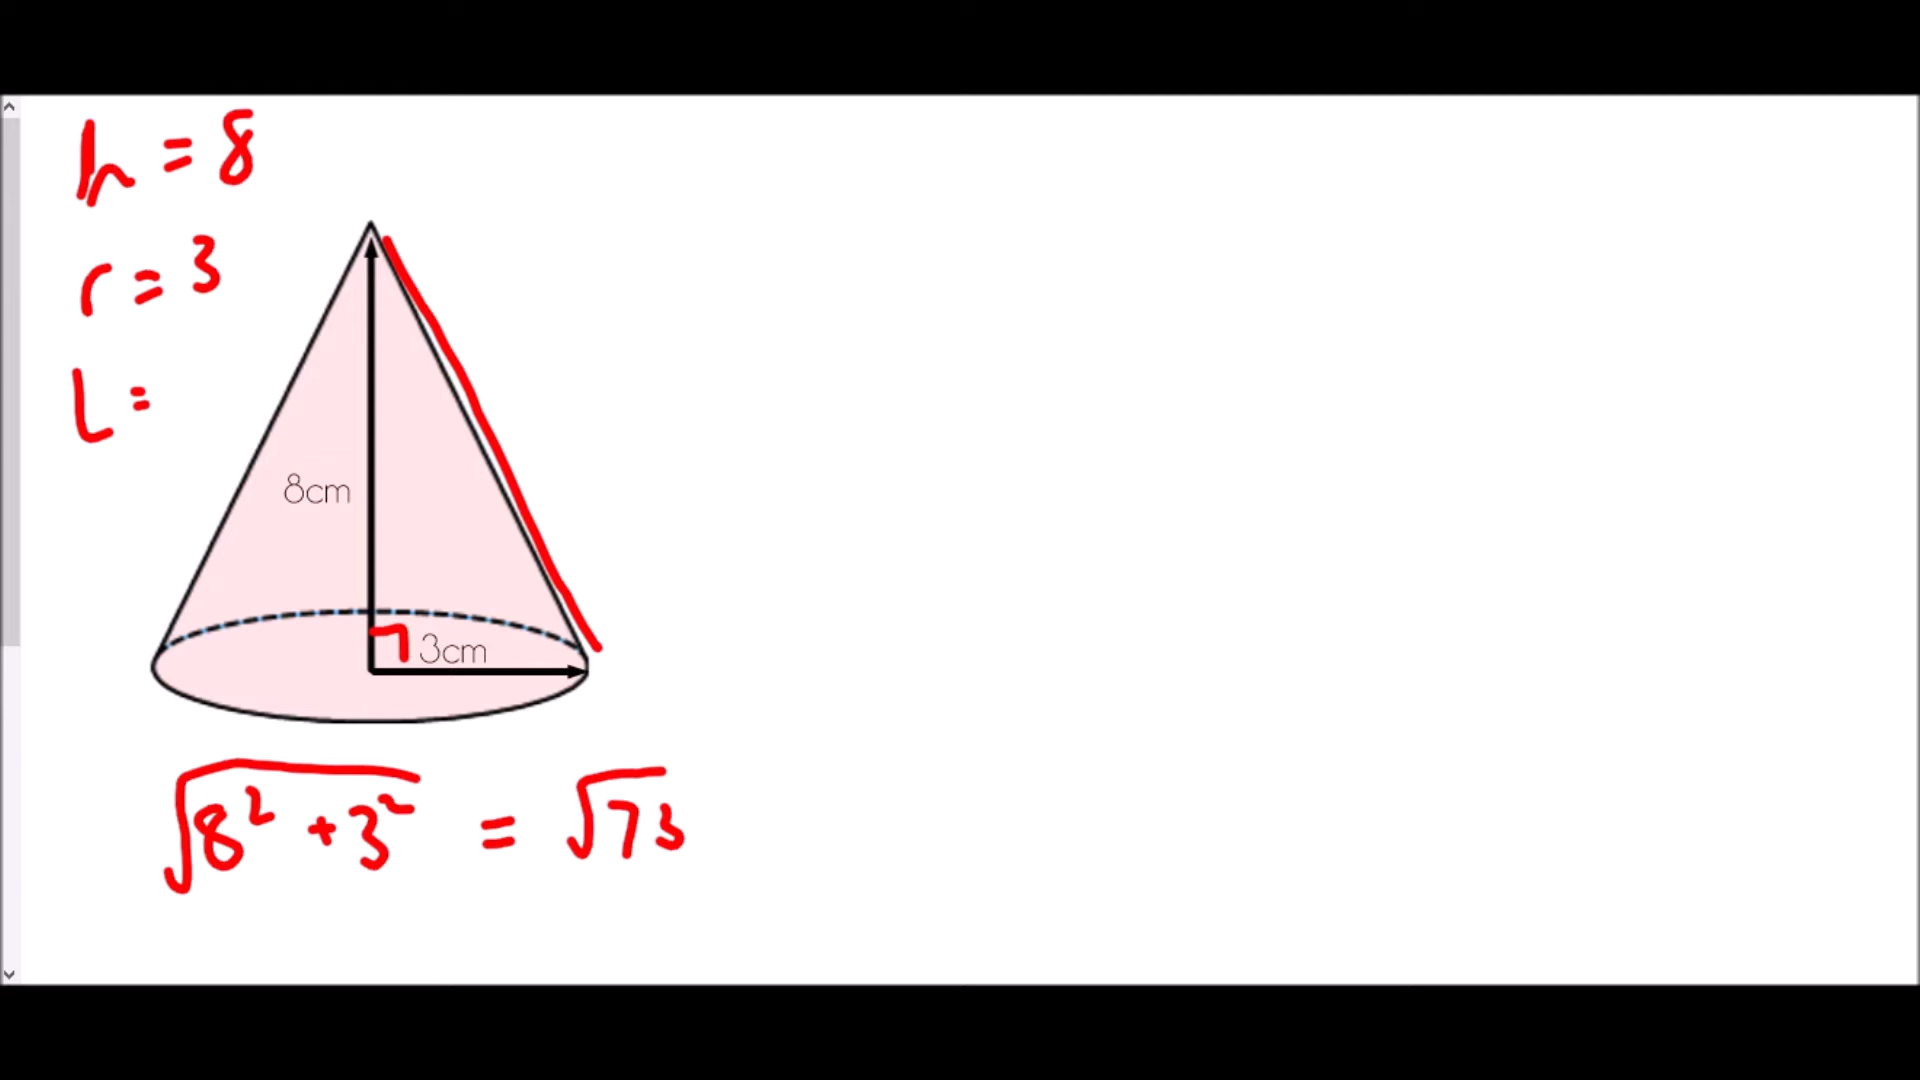 h = 8
r = 3
L =
8cm
3cm
√8² + 3² = √73